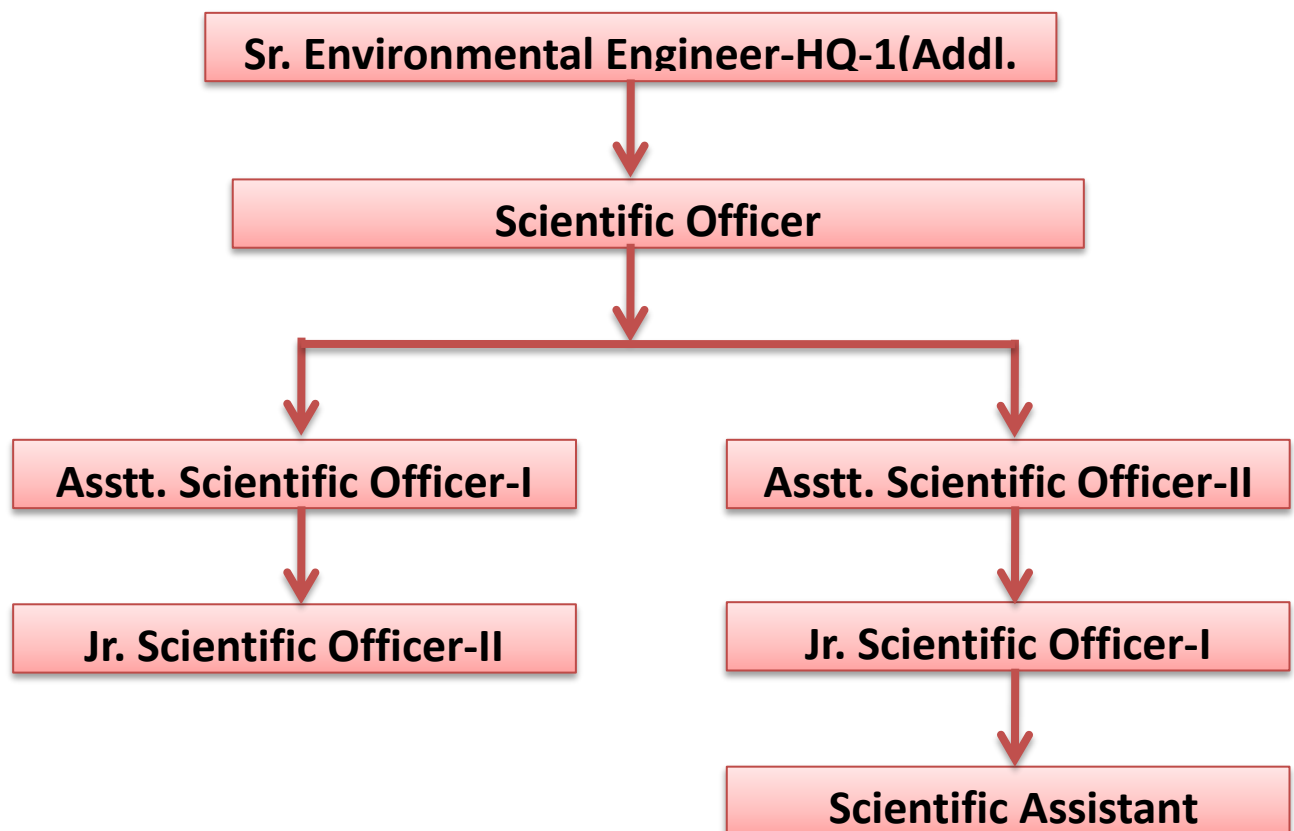 Sr. Environmental Engineer-HQ-1(Addl.
Scientific Officer
Asstt. Scientific Officer-I
Asstt. Scientific Officer-II
Jr. Scientific Officer-II
Jr. Scientific Officer-I
Scientific Assistant